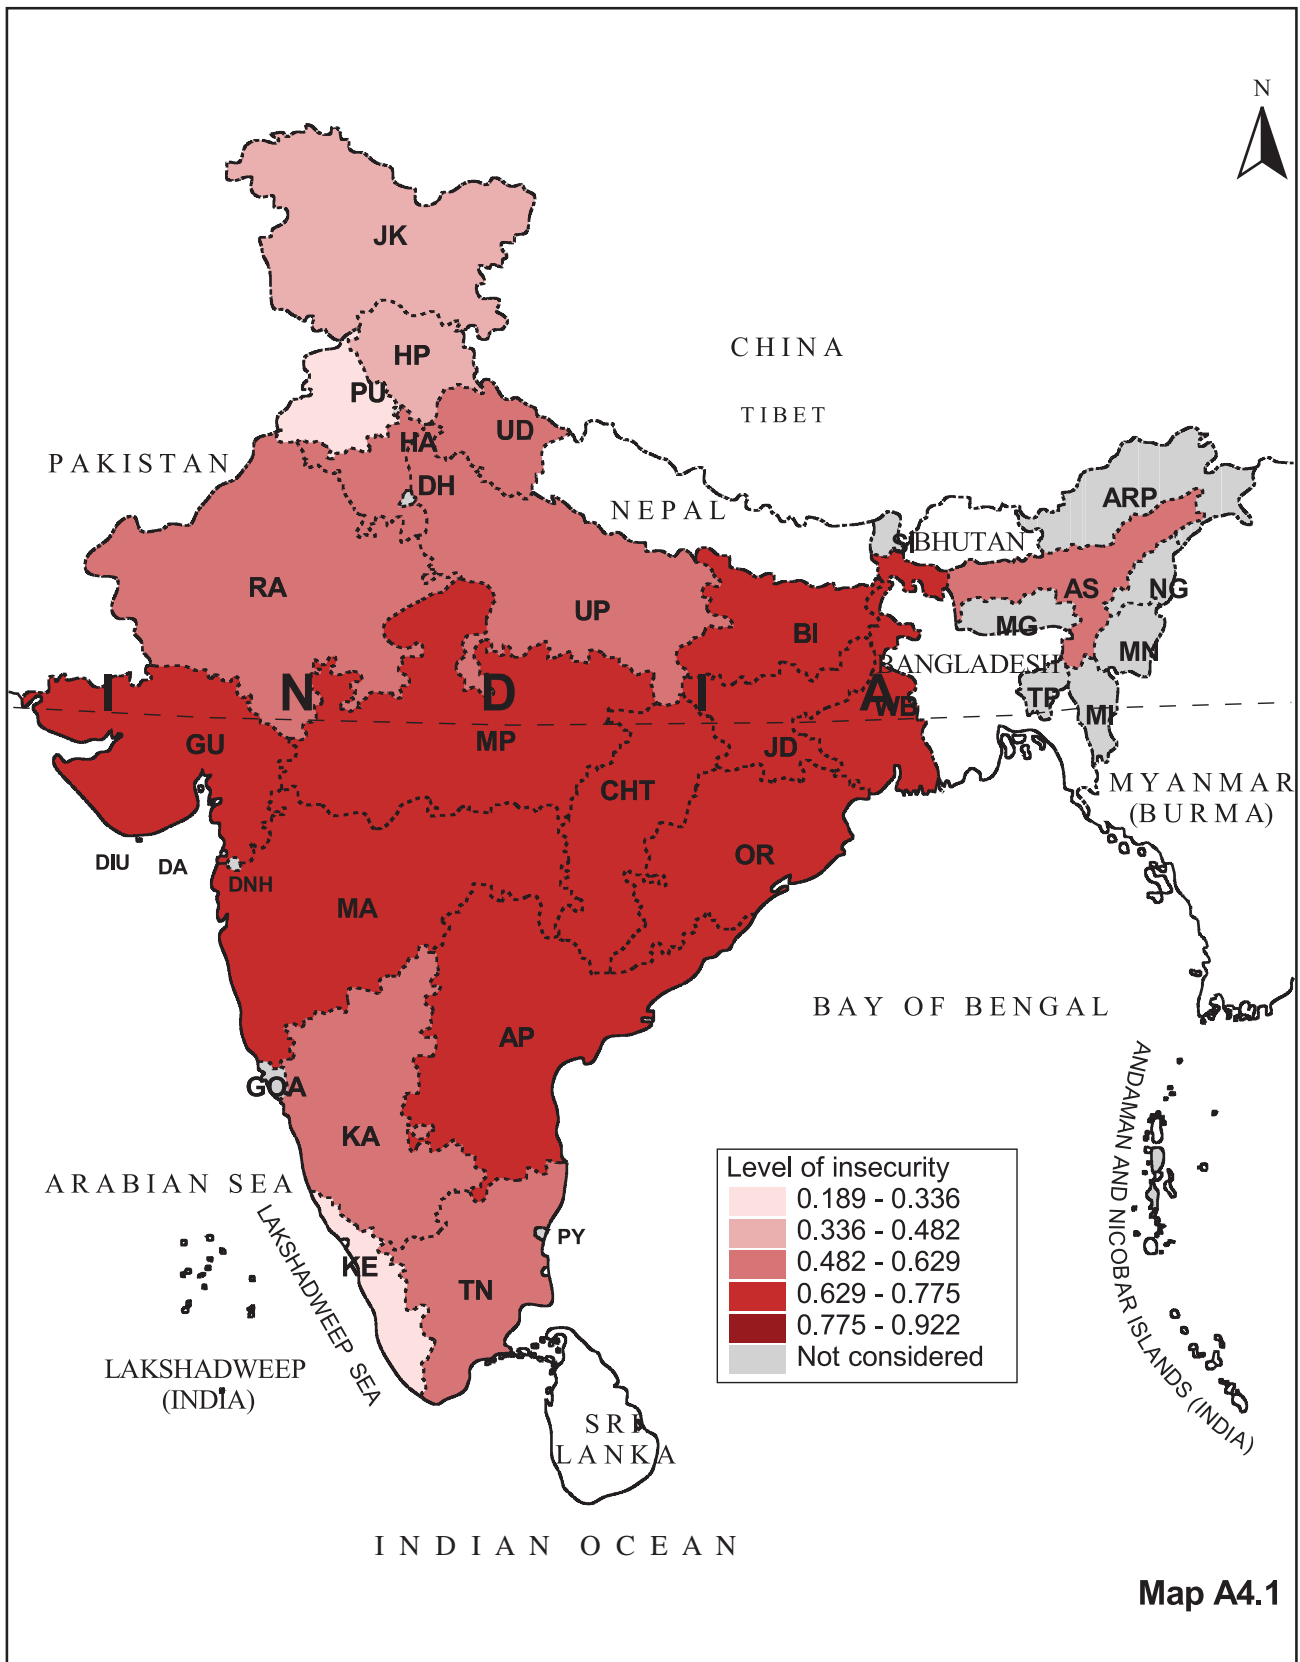 N
JK
HP
CHINA
PU
TIBET
HA
UD
PAKISTAN
DH
NEPAL
ARP
SI
BHUTAN
RA
UP
AS
NG
BI
MG
MN
BANGLADESH
I N D I A
TP
WB
MI
GU
MP
JD
CHT
MYANMAR
(BURMA)
OR
DIU
DA
DNH
MA
BAY OF BENGAL
AP
GOA
KA
ANDAMAN AND NICOBAR ISLANDS (INDIA)
Level of insecurity
0.189 - 0.336
0.336 - 0.482
0.482 - 0.629
0.629 - 0.775
0.775 - 0.922
Not considered
ARABIAN SEA
LAKSHADWEEP SEA
PY
KE
TN
LAKSHADWEEP
(INDIA)
SRI
LANKA
INDIAN OCEAN
Map A4.1